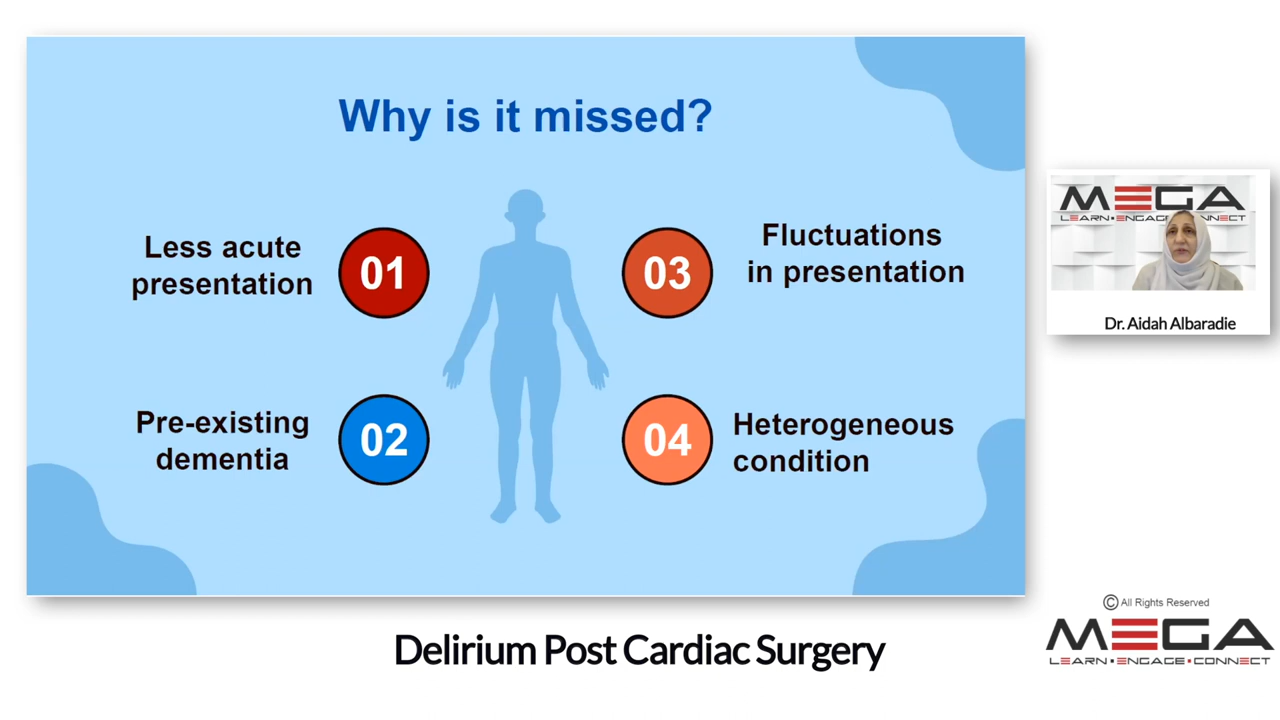 Why is it missed?
Less acute
presentation
01
Pre-existing
dementia
02
03
Fluctuations
in presentation
04
Heterogeneous
condition
MEGA
LEARN•ENGAGE•CONNECT
Dr. Aidah Albaradie
Delirium Post Cardiac Surgery
© All Rights Reserved
MEGA
LEARN•ENGAGE•CONNECT